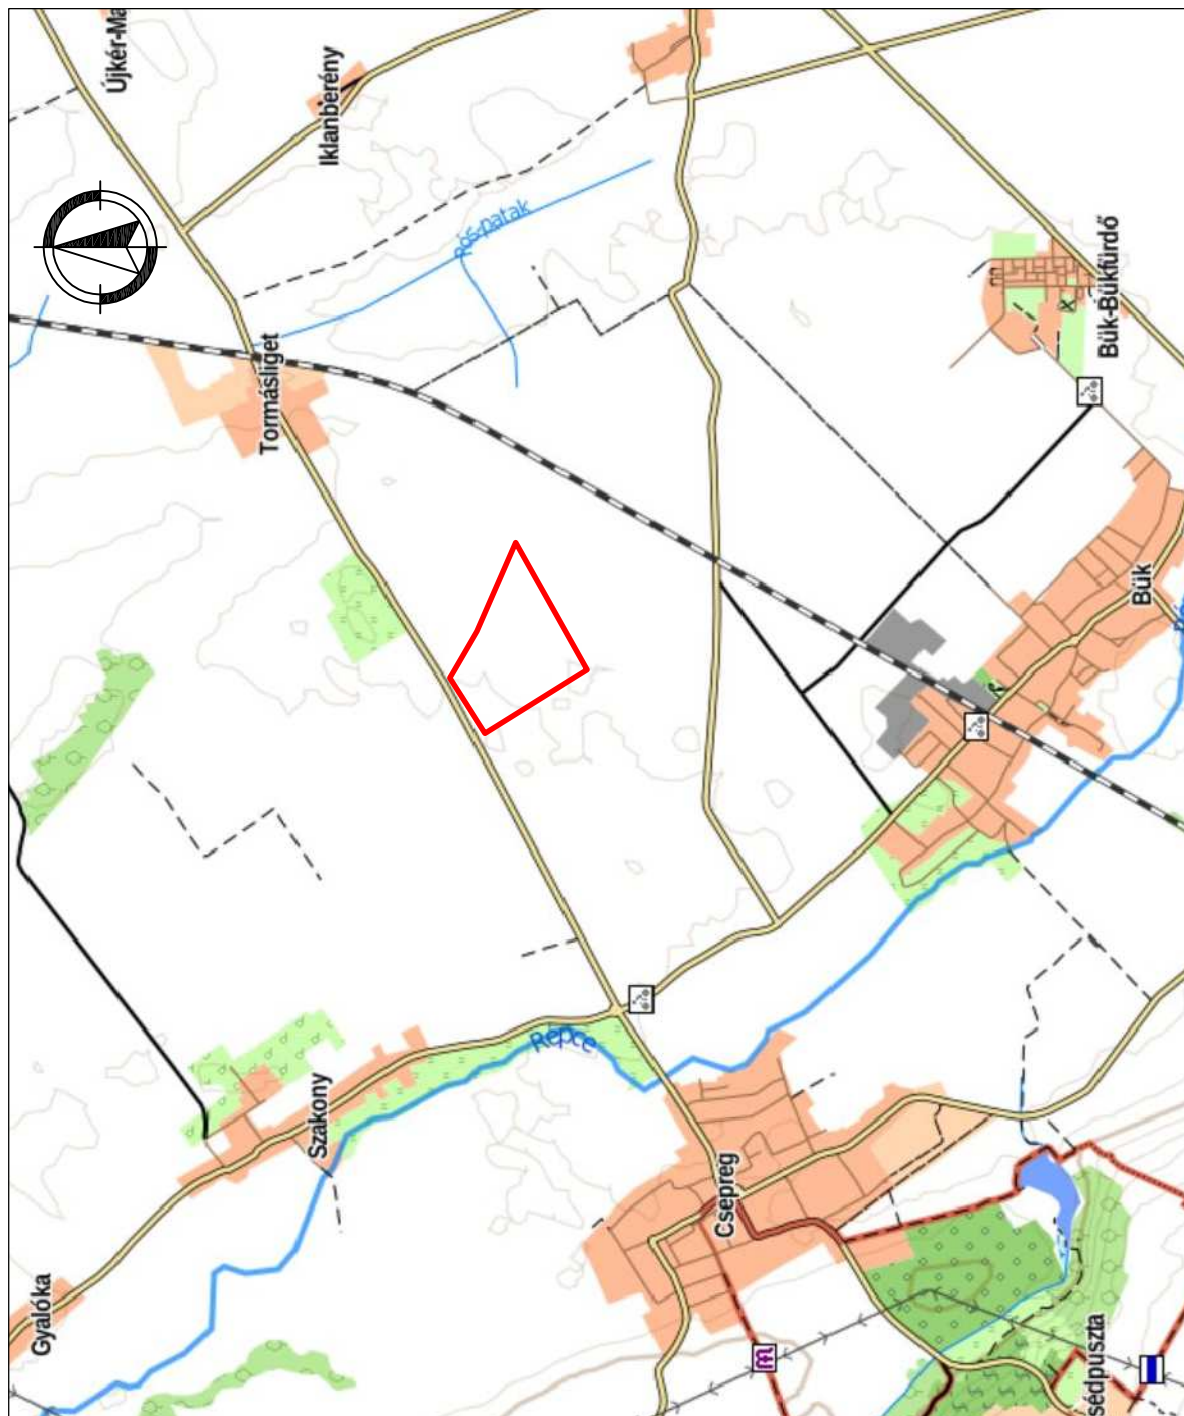 Újkér-Ma
Iklanberény
Pós-patak
Tormásliget
Bük-Bükfürdő
Bük
Répce
Szakony
Csepreg
Gyalóka
sédpuszta